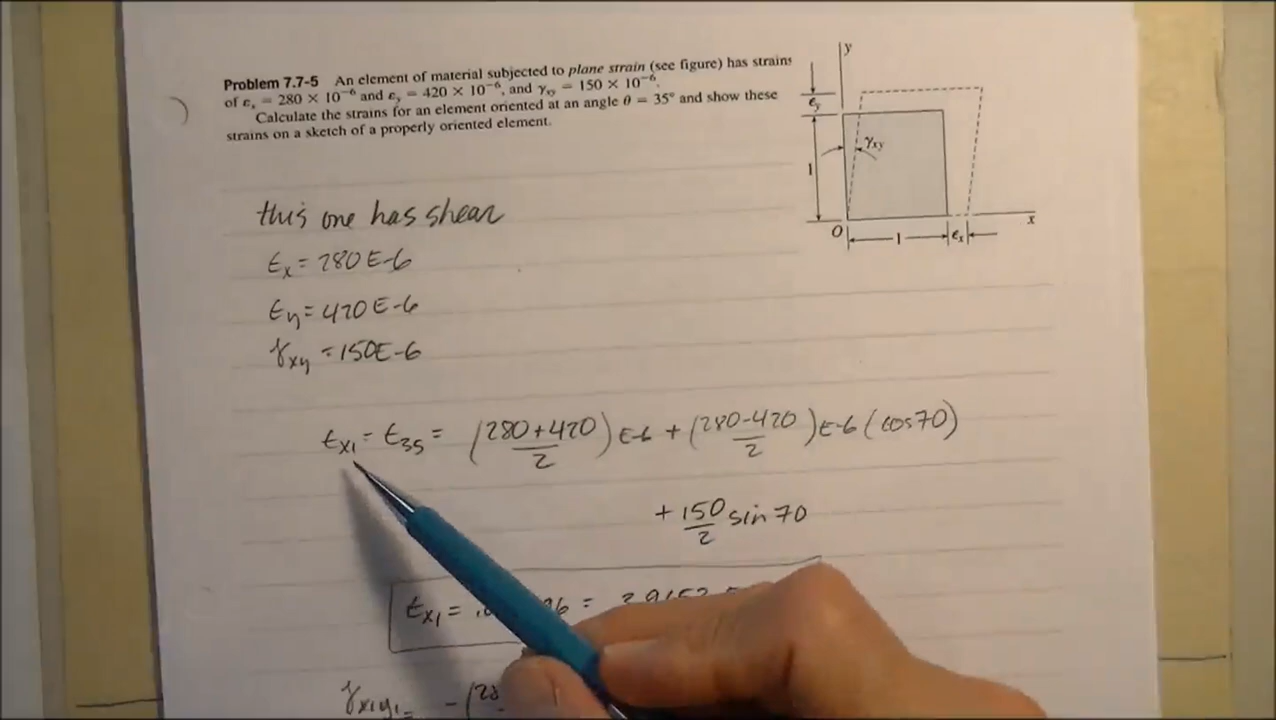 Problem 7.7-5 An element of material subjected to plane strain (see figure) has strains
of εx = 280 × 10⁻⁶ and εy = 420 × 10⁻⁶, and γxy = 150 × 10⁻⁶.
Calculate the strains for an element oriented at an angle θ = 35° and show these
strains on a sketch of a properly oriented element.
y
εy
γxy
1
O
1
εx
x
this one has shear
εx = 280 E-6
εy = 420 E-6
γxy = 150E-6
εx1 = ε35 = (280+420/2) E-6 + (280-420/2) E-6 (cos70)
+ 150/2 sin 70
εx1 = =
γx1y1 = - (28